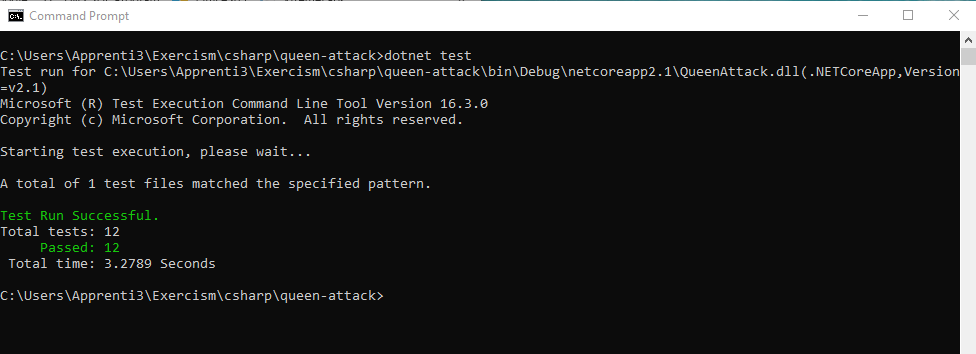 Command Prompt
C:\Users\Apprenti3\Exercism\csharp\queen-attack>dotnet test
Test run for C:\Users\Apprenti3\Exercism\csharp\queen-attack\bin\Debug\netcoreapp2.1\QueenAttack.dll(.NETCoreApp,Version
=v2.1)
Microsoft (R) Test Execution Command Line Tool Version 16.3.0
Copyright (c) Microsoft Corporation.  All rights reserved.
Starting test execution, please wait...
A total of 1 test files matched the specified pattern.
Test Run Successful.
Total tests: 12
     Passed: 12
 Total time: 3.2789 Seconds
C:\Users\Apprenti3\Exercism\csharp\queen-attack>